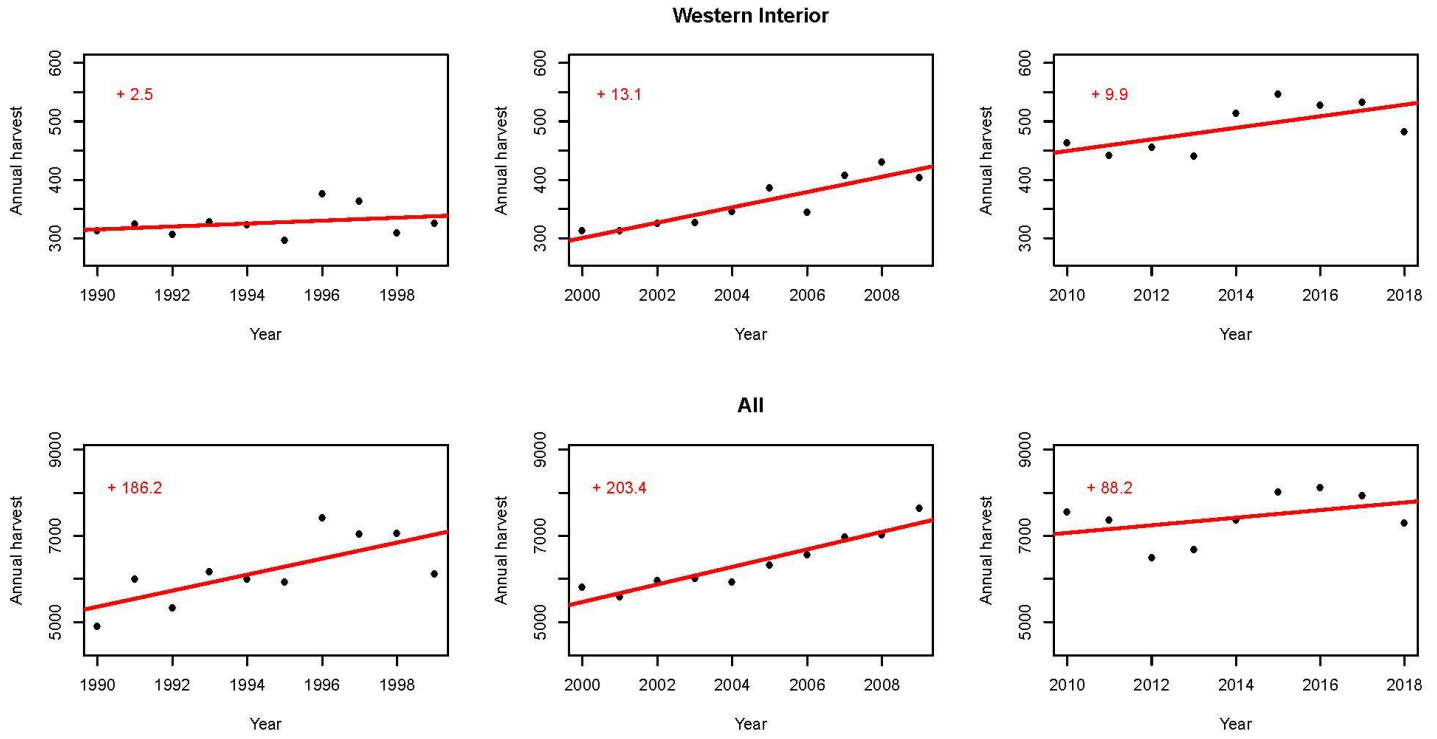 Western Interior
Annual harvest
600
500
400
300
+ 2.5
1990 1992 1994 1996 1998
Year
Annual harvest
600
500
400
300
+ 13.1
2000 2002 2004 2006 2008
Year
Annual harvest
600
500
400
300
+ 9.9
2010 2012 2014 2016 2018
Year
All
Annual harvest
9000
7000
5000
+ 186.2
1990 1992 1994 1996 1998
Year
Annual harvest
9000
7000
5000
+ 203.4
2000 2002 2004 2006 2008
Year
Annual harvest
9000
7000
5000
+ 88.2
2010 2012 2014 2016 2018
Year